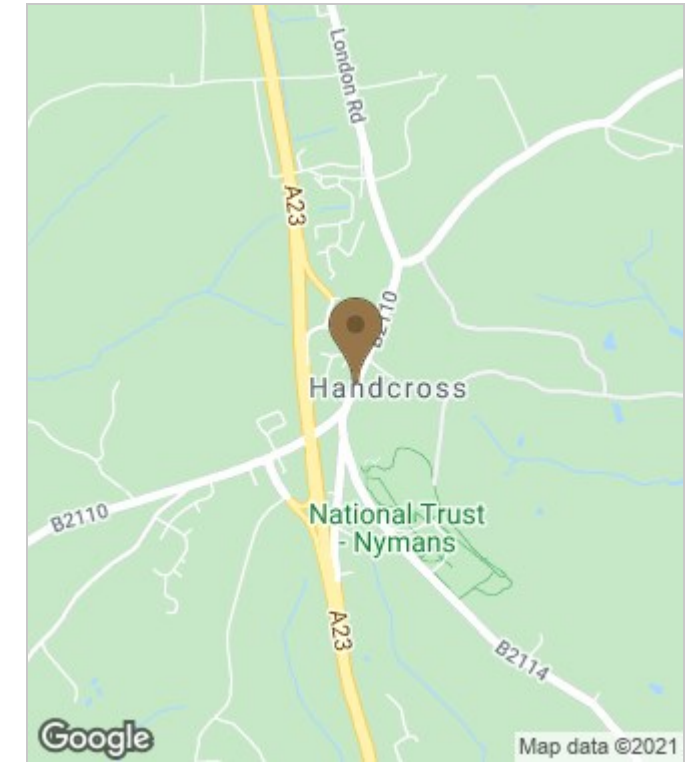 London Rd
A23
B2110
Handcross
B2110
National Trust
- Nymans
A23
B2114
Google
Map data ©2021